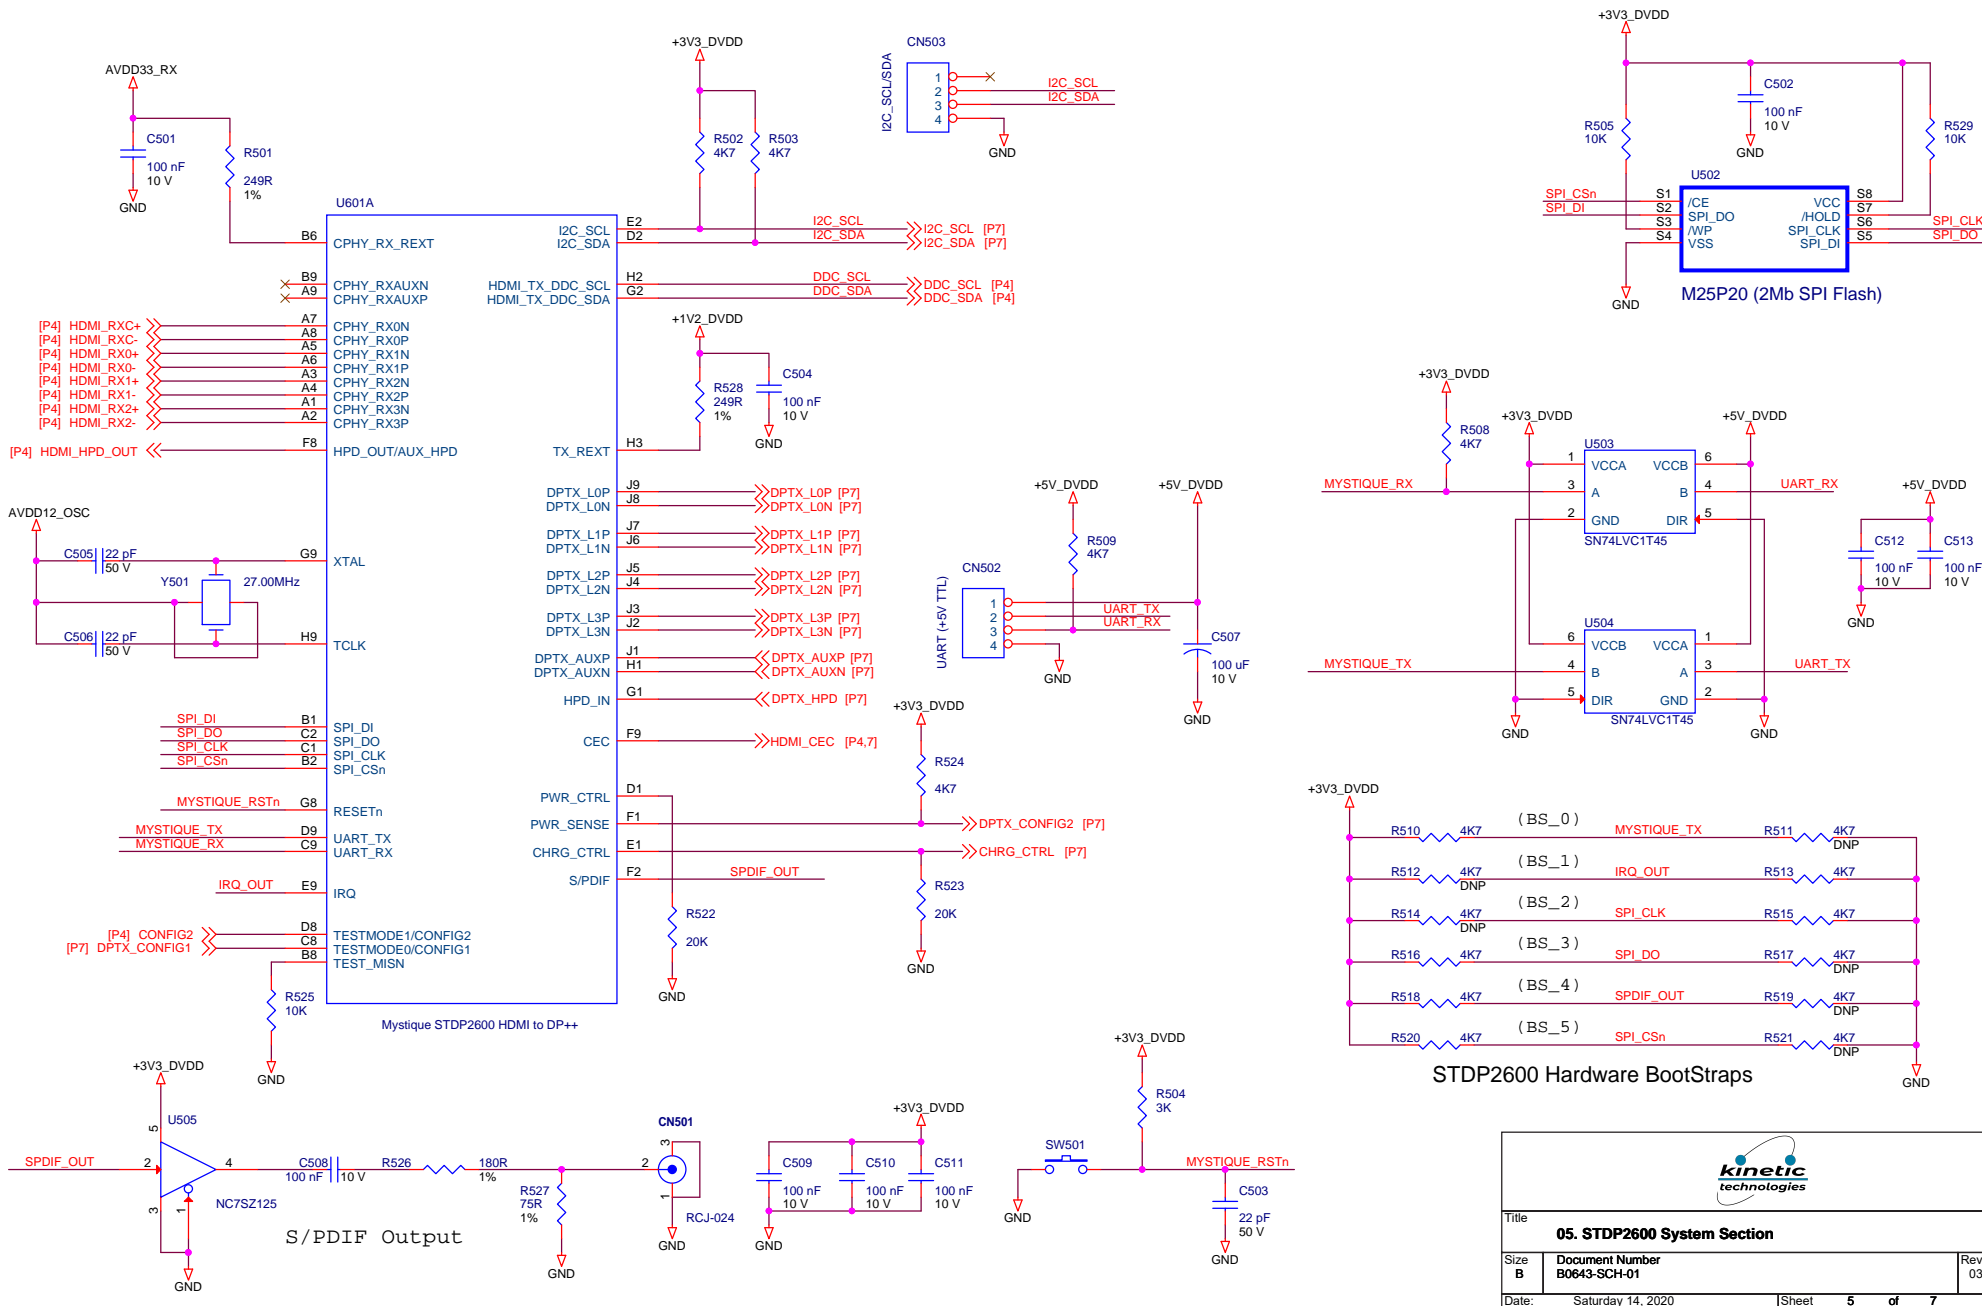 AVDD33_RX
C501
100 nF
10 V
GND
R501
249R
1%
+3V3_DVDD
R502
4K7
R503
4K7
CN503
I2C_SCL/SDA
1
2
3
4
I2C_SCL
I2C_SDA
GND
+3V3_DVDD
C502
100 nF
10 V
GND
R505
10K
R529
10K
U502
SPI_CSn
SPI_DI
S1
S2
S3
S4
/CE
SPI_DO
/WP
VSS
VCC
/HOLD
SPI_CLK
SPI_DI
S8
S7
S6
S5
SPI_CLK
SPI_DO
GND
M25P20 (2Mb SPI Flash)
U601A
B6 CPHY_RX_REXT
B9 CPHY_RXAUXN
A9 CPHY_RXAUXP
[P4] HDMI_RXC+ A7 CPHY_RX0N
[P4] HDMI_RXC- A8 CPHY_RX0P
[P4] HDMI_RX0+ A5 CPHY_RX1N
[P4] HDMI_RX0- A6 CPHY_RX1P
[P4] HDMI_RX1+ A3 CPHY_RX2N
[P4] HDMI_RX1- A4 CPHY_RX2P
[P4] HDMI_RX2+ A1 CPHY_RX3N
[P4] HDMI_RX2- A2 CPHY_RX3P
[P4] HDMI_HPD_OUT F8 HPD_OUT/AUX_HPD
AVDD12_OSC
C505 22 pF
50 V
Y501 27.00MHz
C506 22 pF
50 V
G9 XTAL
H9 TCLK
SPI_DI B1 SPI_DI
SPI_DO C2 SPI_DO
SPI_CLK C1 SPI_CLK
SPI_CSn B2 SPI_CSn
MYSTIQUE_RSTn G8 RESETn
MYSTIQUE_TX D9 UART_TX
MYSTIQUE_RX C9 UART_RX
IRQ_OUT E9 IRQ
[P4] CONFIG2 D8 TESTMODE1/CONFIG2
[P7] DPTX_CONFIG1 C8 TESTMODE0/CONFIG1
B8 TEST_MISN
R525
10K
GND
Mystique STDP2600 HDMI to DP++
I2C_SCL E2 I2C_SCL I2C_SCL [P7]
I2C_SDA D2 I2C_SDA I2C_SDA [P7]
HDMI_TX_DDC_SCL H2 DDC_SCL DDC_SCL [P4]
HDMI_TX_DDC_SDA G2 DDC_SDA DDC_SDA [P4]
+1V2_DVDD
R528
249R
1%
C504
100 nF
10 V
GND
TX_REXT H3
DPTX_L0P J9 DPTX_L0P [P7]
DPTX_L0N J8 DPTX_L0N [P7]
DPTX_L1P J7 DPTX_L1P [P7]
DPTX_L1N J6 DPTX_L1N [P7]
DPTX_L2P J5 DPTX_L2P [P7]
DPTX_L2N J4 DPTX_L2N [P7]
DPTX_L3P J3 DPTX_L3P [P7]
DPTX_L3N J2 DPTX_L3N [P7]
DPTX_AUXP J1 DPTX_AUXP [P7]
DPTX_AUXN H1 DPTX_AUXN [P7]
HPD_IN G1 DPTX_HPD [P7]
CEC F9 HDMI_CEC [P4,7]
PWR_CTRL D1
PWR_SENSE F1 DPTX_CONFIG2 [P7]
CHRG_CTRL E1 CHRG_CTRL [P7]
S/PDIF F2 SPDIF_OUT
+3V3_DVDD
R524
4K7
R523
20K
GND
R522
20K
GND
+5V_DVDD
R509
4K7
+5V_DVDD
CN502
UART (+5V TTL)
1
2
3
4
UART_TX
UART_RX
GND
C507
100 uF
10 V
GND
+3V3_DVDD
R508
4K7
+3V3_DVDD
+5V_DVDD
U503
MYSTIQUE_RX
1 VCCA VCCB 6
3 A B 4
2 GND DIR 5
UART_RX
SN74LVC1T45
+5V_DVDD
C512
100 nF
10 V
C513
100 nF
10 V
GND
U504
MYSTIQUE_TX
6 VCCB VCCA 1
4 B A 3
5 DIR GND 2
UART_TX
SN74LVC1T45
GND
GND
+3V3_DVDD
(BS_0)
R510 4K7 MYSTIQUE_TX R511 4K7
DNP
(BS_1)
R512 4K7 IRQ_OUT R513 4K7
DNP
(BS_2)
R514 4K7 SPI_CLK R515 4K7
DNP
(BS_3)
R516 4K7 SPI_DO R517 4K7
DNP
(BS_4)
R518 4K7 SPDIF_OUT R519 4K7
DNP
(BS_5)
R520 4K7 SPI_CSn R521 4K7
DNP
GND
STDP2600 Hardware BootStraps
+3V3_DVDD
U505
SPDIF_OUT
5
2
4
3
1
NC7SZ125
GND
C508
100 nF 10 V
R526 180R
1%
R527
75R
1%
GND
S/PDIF Output
CN501
3
2
1
RCJ-024
GND
+3V3_DVDD
C509
100 nF
10 V
C510
100 nF
10 V
C511
100 nF
10 V
GND
+3V3_DVDD
R504
3K
SW501
MYSTIQUE_RSTn
GND
C503
22 pF
50 V
GND
kinetic
technologies
Title
05. STDP2600 System Section
Size
B
Document Number
B0643-SCH-01
Rev
03
Date: Saturday 14, 2020
Sheet 5 of 7